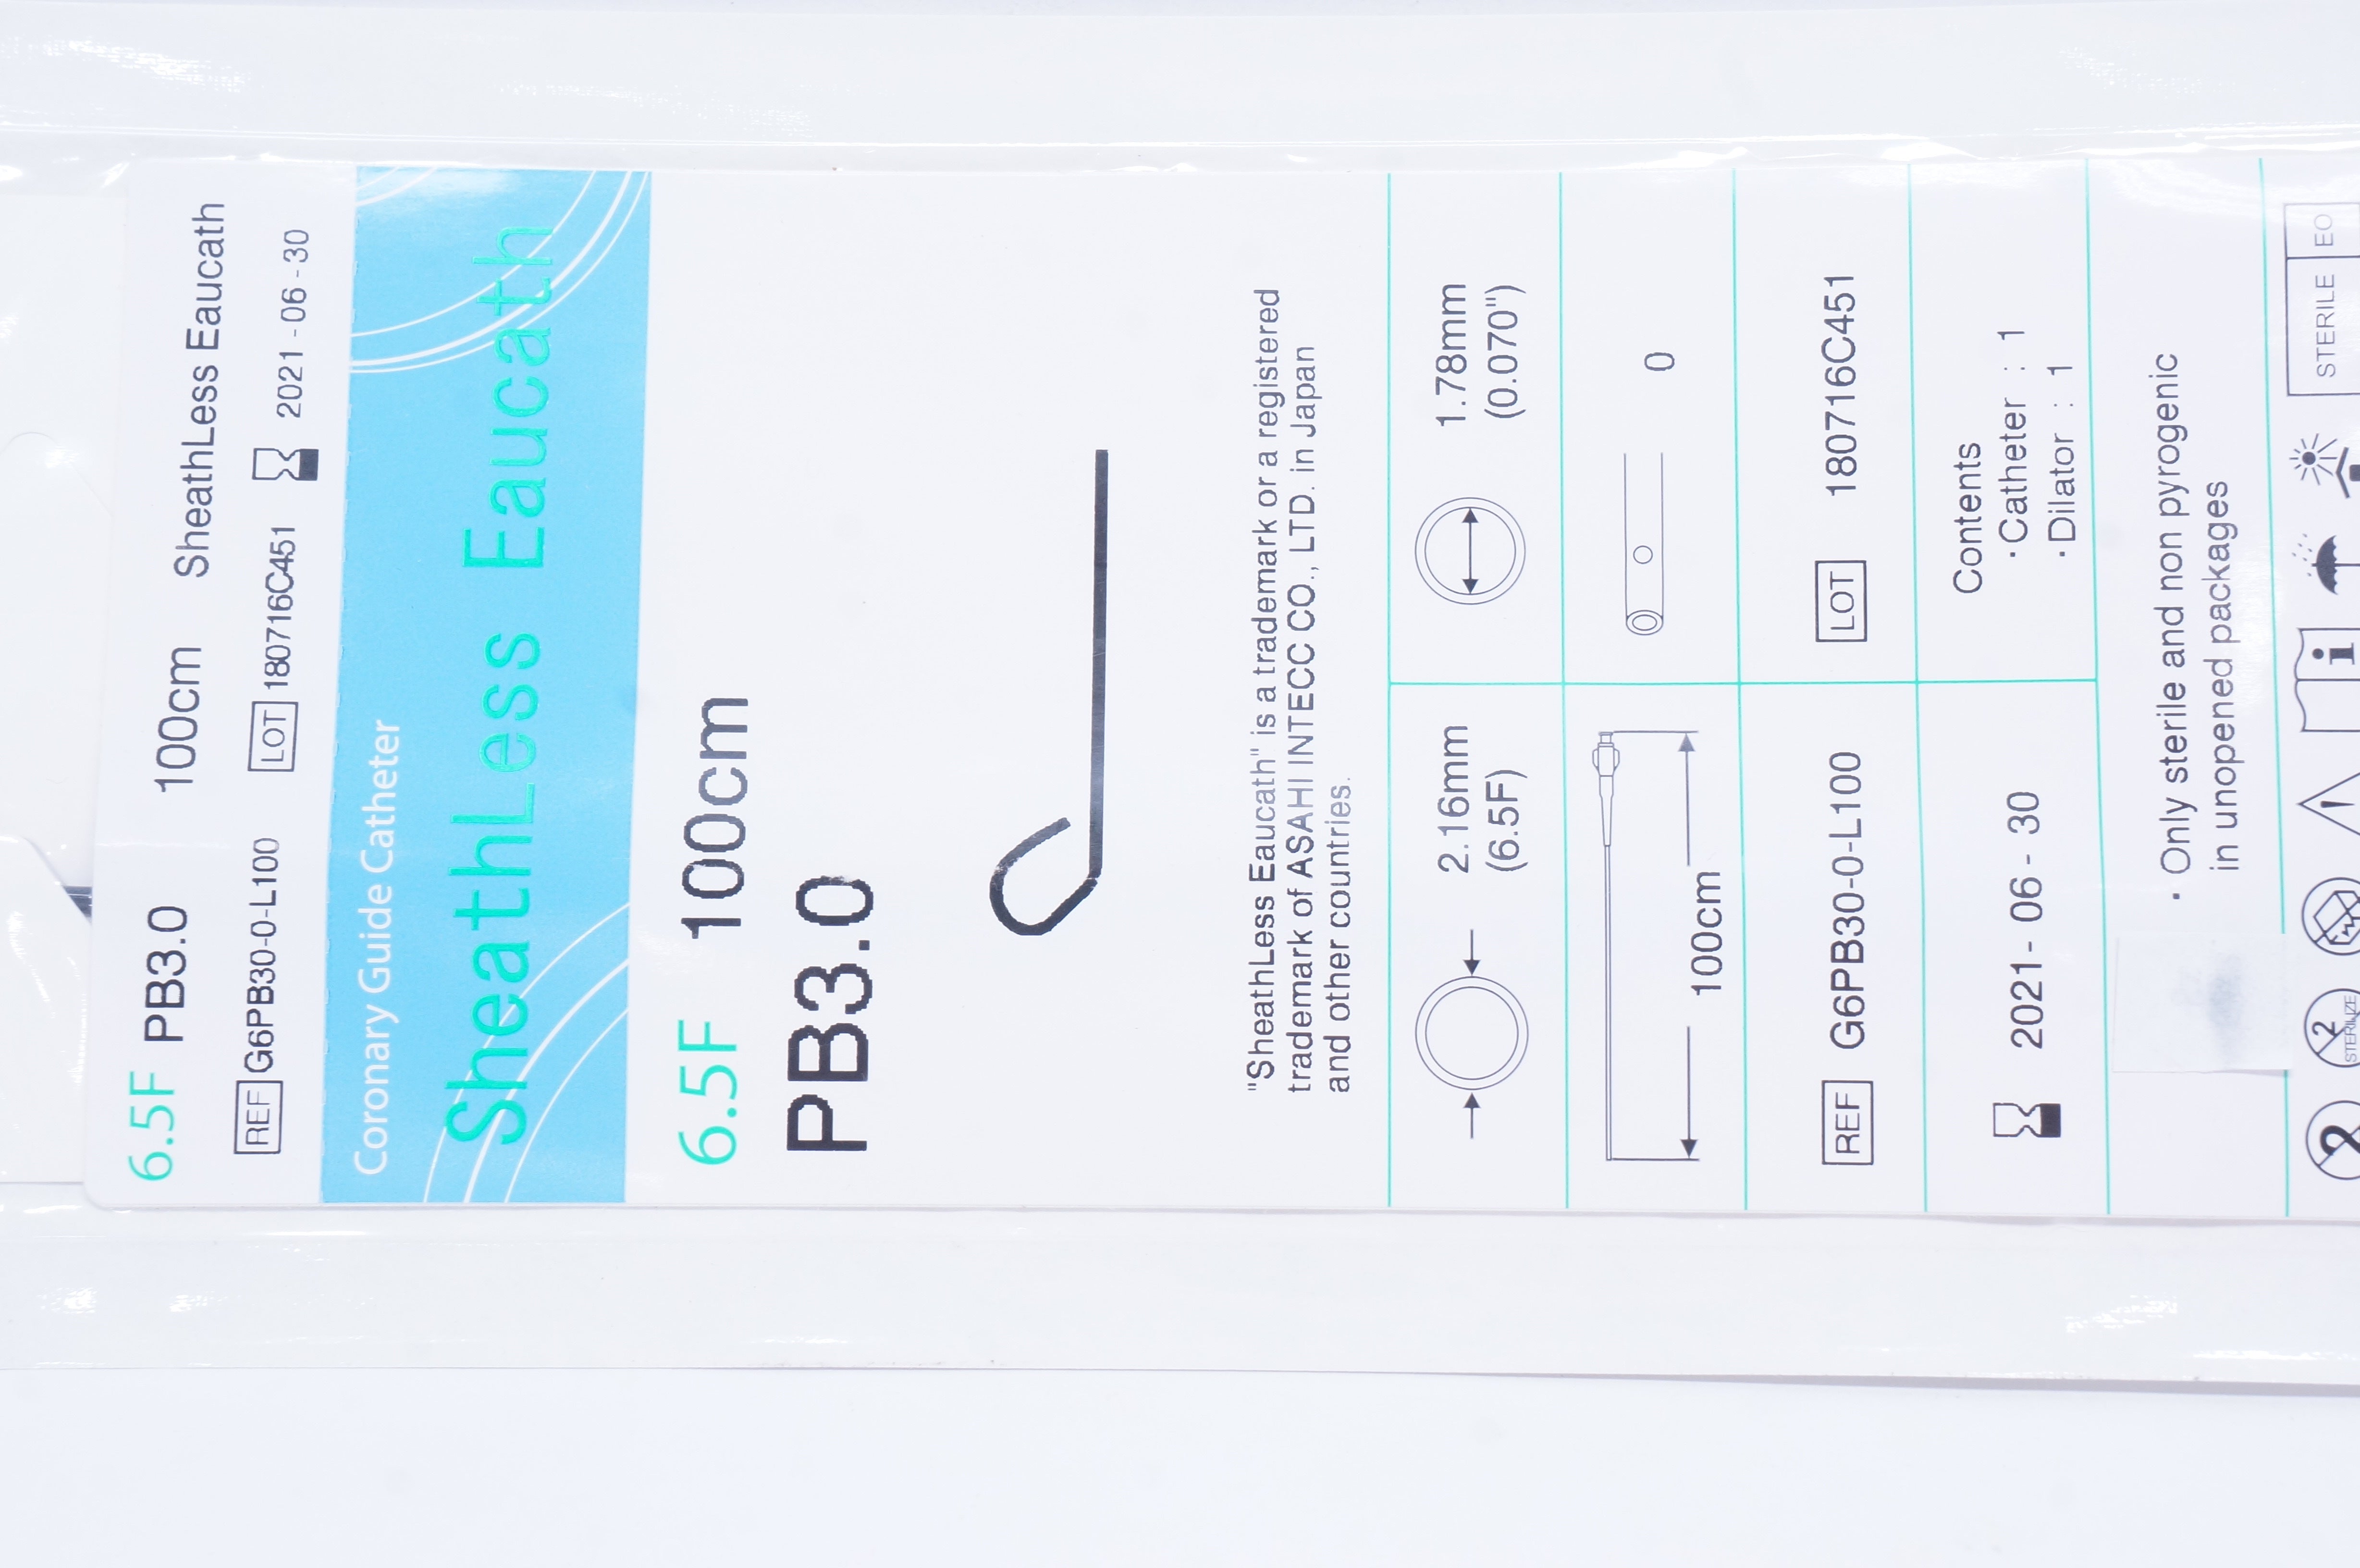 6.5F PB3.0 100cm SheathLess Eaucath
REF G6PB30-0-L100 LOT 180716C451 2021-06-30
Coronary Guide Catheter
SheathLess Eaucath
6.5F 100cm
PB3.0
"SheathLess Eaucath" is a trademark or a registered
trademark of ASAHI INTECC CO., LTD. in Japan
and other countries.
2.16mm
(6.5F)
1.78mm
(0.070")
100cm
0
REF G6PB30-0-L100
LOT 180716C451
2021-06-30
Contents
・Catheter : 1
・Dilator : 1
・Only sterile and non pyrogenic
in unopened packages
2
2
STERILIZE
STERILE EO